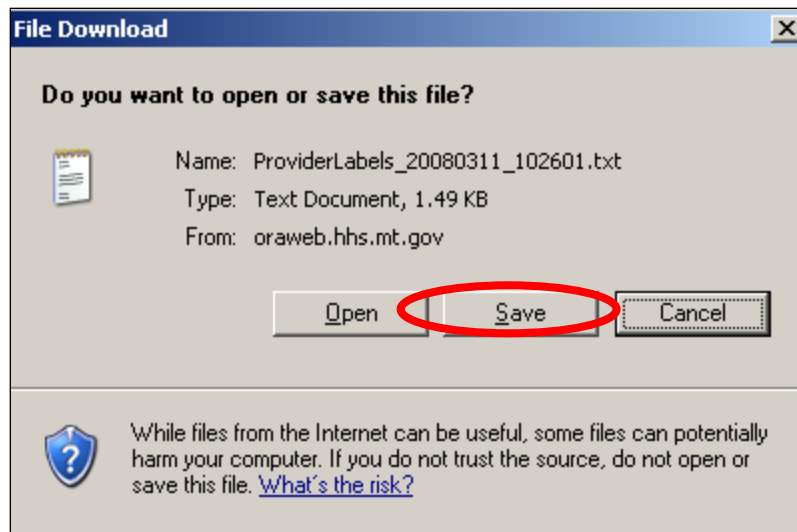 File Download
Do you want to open or save this file?
Name: ProviderLabels_20080311_102601.txt
Type: Text Document, 1.49 KB
From: oraweb.hhs.mt.gov
Open Save Cancel
While files from the Internet can be useful, some files can potentially
harm your computer. If you do not trust the source, do not open or
save this file. What's the risk?